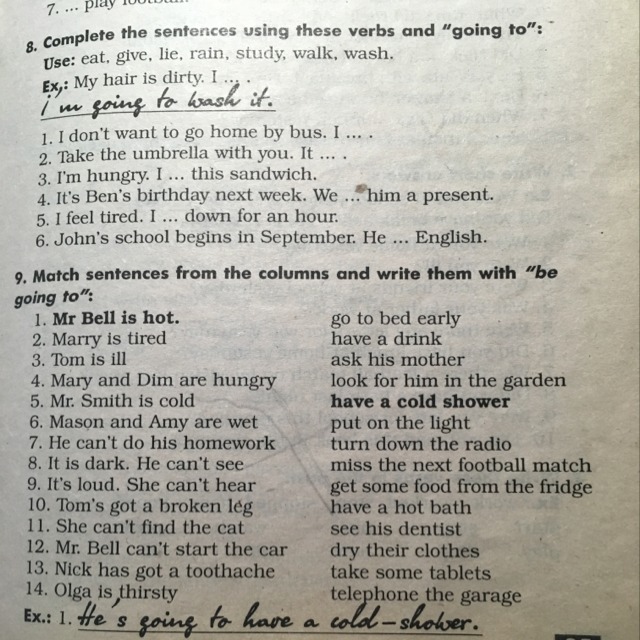 7. ... play football.
8. Complete the sentences using these verbs and "going to":
Use: eat, give, lie, rain, study, walk, wash.
Ex,: My hair is dirty. I ... .
I'm going to wash it.
1. I don't want to go home by bus. I ... .
2. Take the umbrella with you. It ... .
3. I'm hungry. I ... this sandwich.
4. It's Ben's birthday next week. We ... him a present.
5. I feel tired. I ... down for an hour.
6. John's school begins in September. He ... English.
9. Match sentences from the columns and write them with "be
going to":
1. Mr Bell is hot. go to bed early
2. Marry is tired have a drink
3. Tom is ill ask his mother
4. Mary and Dim are hungry look for him in the garden
5. Mr. Smith is cold have a cold shower
6. Mason and Amy are wet put on the light
7. He can't do his homework turn down the radio
8. It is dark. He can't see miss the next football match
9. It's loud. She can't hear get some food from the fridge
10. Tom's got a broken leg have a hot bath
11. She can't find the cat see his dentist
12. Mr. Bell can't start the car dry their clothes
13. Nick has got a toothache take some tablets
14. Olga is thirsty telephone the garage
Ex.: 1. He's going to have a cold-shower.